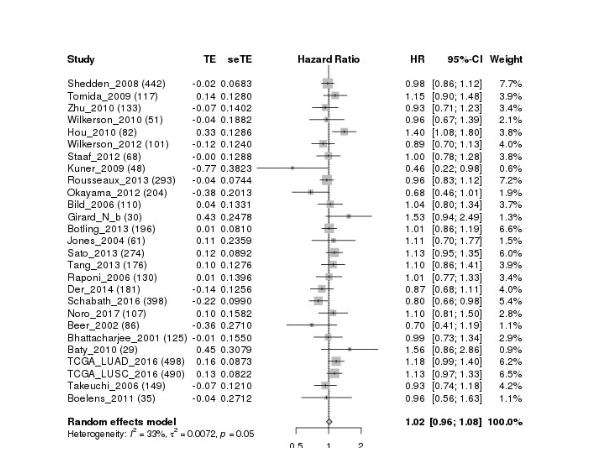 Study TE seTE Hazard Ratio HR 95%-CI Weight
Shedden_2008 (442) -0.02 0.0683 0.98 [0.86; 1.12] 7.7%
Tomida_2009 (117) 0.14 0.1280 1.15 [0.90; 1.48] 3.9%
Zhu_2010 (133) -0.07 0.1402 0.93 [0.71; 1.23] 3.3%
Wilkerson_2010 (51) -0.04 0.1882 0.96 [0.67; 1.39] 2.1%
Hou_2010 (82) 0.33 0.1286 1.40 [1.08; 1.80] 3.8%
Wilkerson_2012 (101) -0.12 0.1240 0.89 [0.70; 1.13] 4.0%
Staaf_2012 (68) -0.00 0.1288 1.00 [0.78; 1.28] 3.8%
Kuner_2009 (48) -0.77 0.3823 0.46 [0.22; 0.98] 0.6%
Rousseaux_2013 (293) -0.04 0.0744 0.96 [0.83; 1.12] 7.2%
Okayama_2012 (204) -0.38 0.2013 0.68 [0.46; 1.01] 2.0%
Bild_2006 (110) 0.04 0.1331 1.04 [0.80; 1.34] 3.6%
Girard_N_b (30) 0.43 0.2478 1.53 [0.94; 2.49] 1.3%
Botling_2013 (196) 0.01 0.0810 1.01 [0.86; 1.19] 6.6%
Jones_2004 (61) 0.11 0.2359 1.11 [0.70; 1.77] 1.5%
Sato_2013 (274) 0.12 0.0892 1.13 [0.95; 1.35] 6.0%
Tang_2013 (176) 0.10 0.1276 1.10 [0.86; 1.41] 3.9%
Raponi_2006 (130) 0.01 0.1396 1.01 [0.77; 1.33] 3.4%
Der_2014 (181) -0.14 0.1256 0.87 [0.68; 1.11] 4.0%
Schabath_2016 (398) -0.22 0.0990 0.80 [0.66; 0.98] 5.4%
Noro_2017 (107) 0.10 0.1582 1.10 [0.81; 1.50] 2.8%
Beer_2002 (86) -0.36 0.2710 0.70 [0.41; 1.19] 1.1%
Bhattacharjee_2001 (125) -0.01 0.1550 0.99 [0.73; 1.34] 2.9%
Baty_2010 (29) 0.45 0.3079 1.56 [0.86; 2.86] 0.9%
TCGA_LUAD_2016 (498) 0.16 0.0873 1.18 [0.99; 1.40] 6.2%
TCGA_LUSC_2016 (490) 0.13 0.0822 1.13 [0.97; 1.33] 6.5%
Takeuchi_2006 (149) -0.07 0.1210 0.93 [0.74; 1.18] 4.2%
Boelens_2011 (35) -0.04 0.2712 0.96 [0.56; 1.63] 1.1%
Random effects model 1.02 [0.96; 1.08] 100.0%
Heterogeneity: I² = 33%, τ² = 0.0072, p = 0.05
0.5 1 2